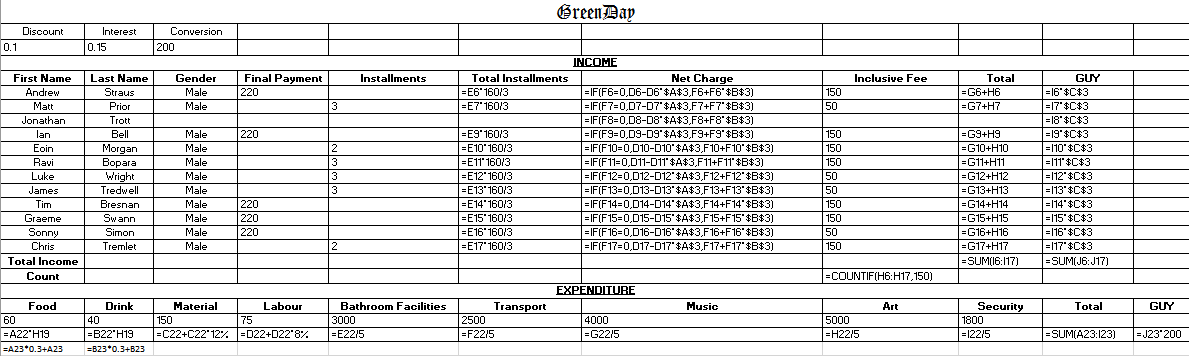 GreenDay
Discount Interest Conversion
0.1 0.15 200
INCOME
First Name Last Name Gender Final Payment Installments Total Installments Net Charge Inclusive Fee Total GUY
Andrew Straus Male 220 =E6*160/3 =IF(F6=0,D6-D6*$A$3,F6+F6*$B$3) 150 =G6+H6 =I6*$C$3
Matt Prior Male 3 =E7*160/3 =IF(F7=0,D7-D7*$A$3,F7+F7*$B$3) 50 =G7+H7 =I7*$C$3
Jonathan Trott =IF(F8=0,D8-D8*$A$3,F8+F8*$B$3) =I8*$C$3
Ian Bell Male 220 =E9*160/3 =IF(F9=0,D9-D9*$A$3,F9+F9*$B$3) 150 =G9+H9 =I9*$C$3
Eoin Morgan Male 2 =E10*160/3 =IF(F10=0,D10-D10*$A$3,F10+F10*$B$3) 150 =G10+H10 =I10*$C$3
Ravi Bopara Male 3 =E11*160/3 =IF(F11=0,D11-D11*$A$3,F11+F11*$B$3) 150 =G11+H11 =I11*$C$3
Luke Wright Male 3 =E12*160/3 =IF(F12=0,D12-D12*$A$3,F12+F12*$B$3) 50 =G12+H12 =I12*$C$3
James Tredwell Male 3 =E13*160/3 =IF(F13=0,D13-D13*$A$3,F13+F13*$B$3) 50 =G13+H13 =I13*$C$3
Tim Bresnan Male 220 =E14*160/3 =IF(F14=0,D14-D14*$A$3,F14+F14*$B$3) 150 =G14+H14 =I14*$C$3
Graeme Swann Male 220 =E15*160/3 =IF(F15=0,D15-D15*$A$3,F15+F15*$B$3) 150 =G15+H15 =I15*$C$3
Sonny Simon Male 220 =E16*160/3 =IF(F16=0,D16-D16*$A$3,F16+F16*$B$3) 50 =G16+H16 =I16*$C$3
Chris Tremlet Male 2 =E17*160/3 =IF(F17=0,D17-D17*$A$3,F17+F17*$B$3) 150 =G17+H17 =I17*$C$3
Total Income =SUM(I6:I17) =SUM(J6:J17)
Count =COUNTIF(H6:H17,150)
EXPENDITURE
Food Drink Material Labour Bathroom Facilities Transport Music Art Security Total GUY
60 40 150 75 3000 2500 4000 5000 1800
=A22*H19 =B22*H19 =C22+C22*12% =D22+D22*8% =E22/5 =F22/5 =G22/5 =H22/5 =I22/5 =SUM(A23:I23) =J23*200
=A23*0.3+A23 =B23*0.3+B23